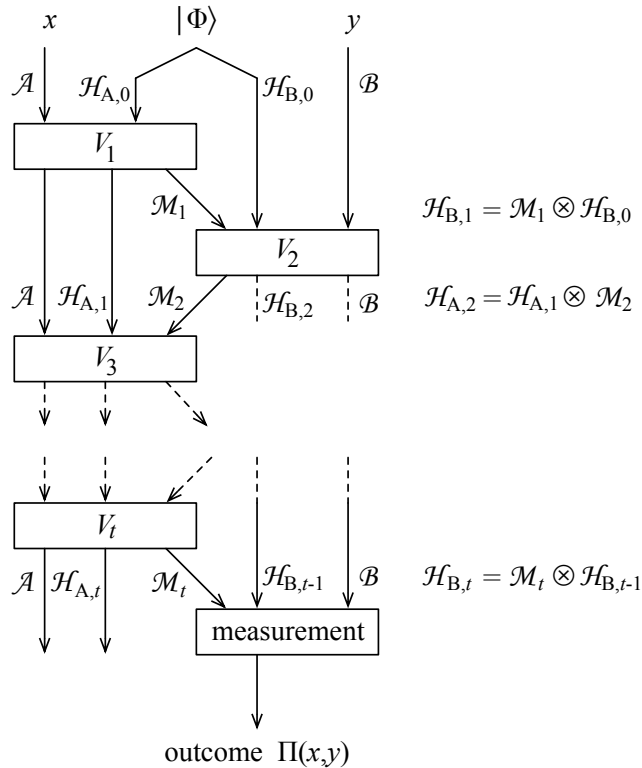 x |Φ⟩ y
𝒜 ℋ_{A,0} ℋ_{B,0} ℬ
V_1
ℳ_1 ℋ_{B,1} = ℳ_1 ⊗ ℋ_{B,0}
V_2
𝒜 ℋ_{A,1} ℳ_2 ℋ_{B,2} ℬ ℋ_{A,2} = ℋ_{A,1} ⊗ ℳ_2
V_3
V_t
𝒜 ℋ_{A,t} ℳ_t ℋ_{B,t-1} ℬ ℋ_{B,t} = ℳ_t ⊗ ℋ_{B,t-1}
measurement
outcome Π(x,y)